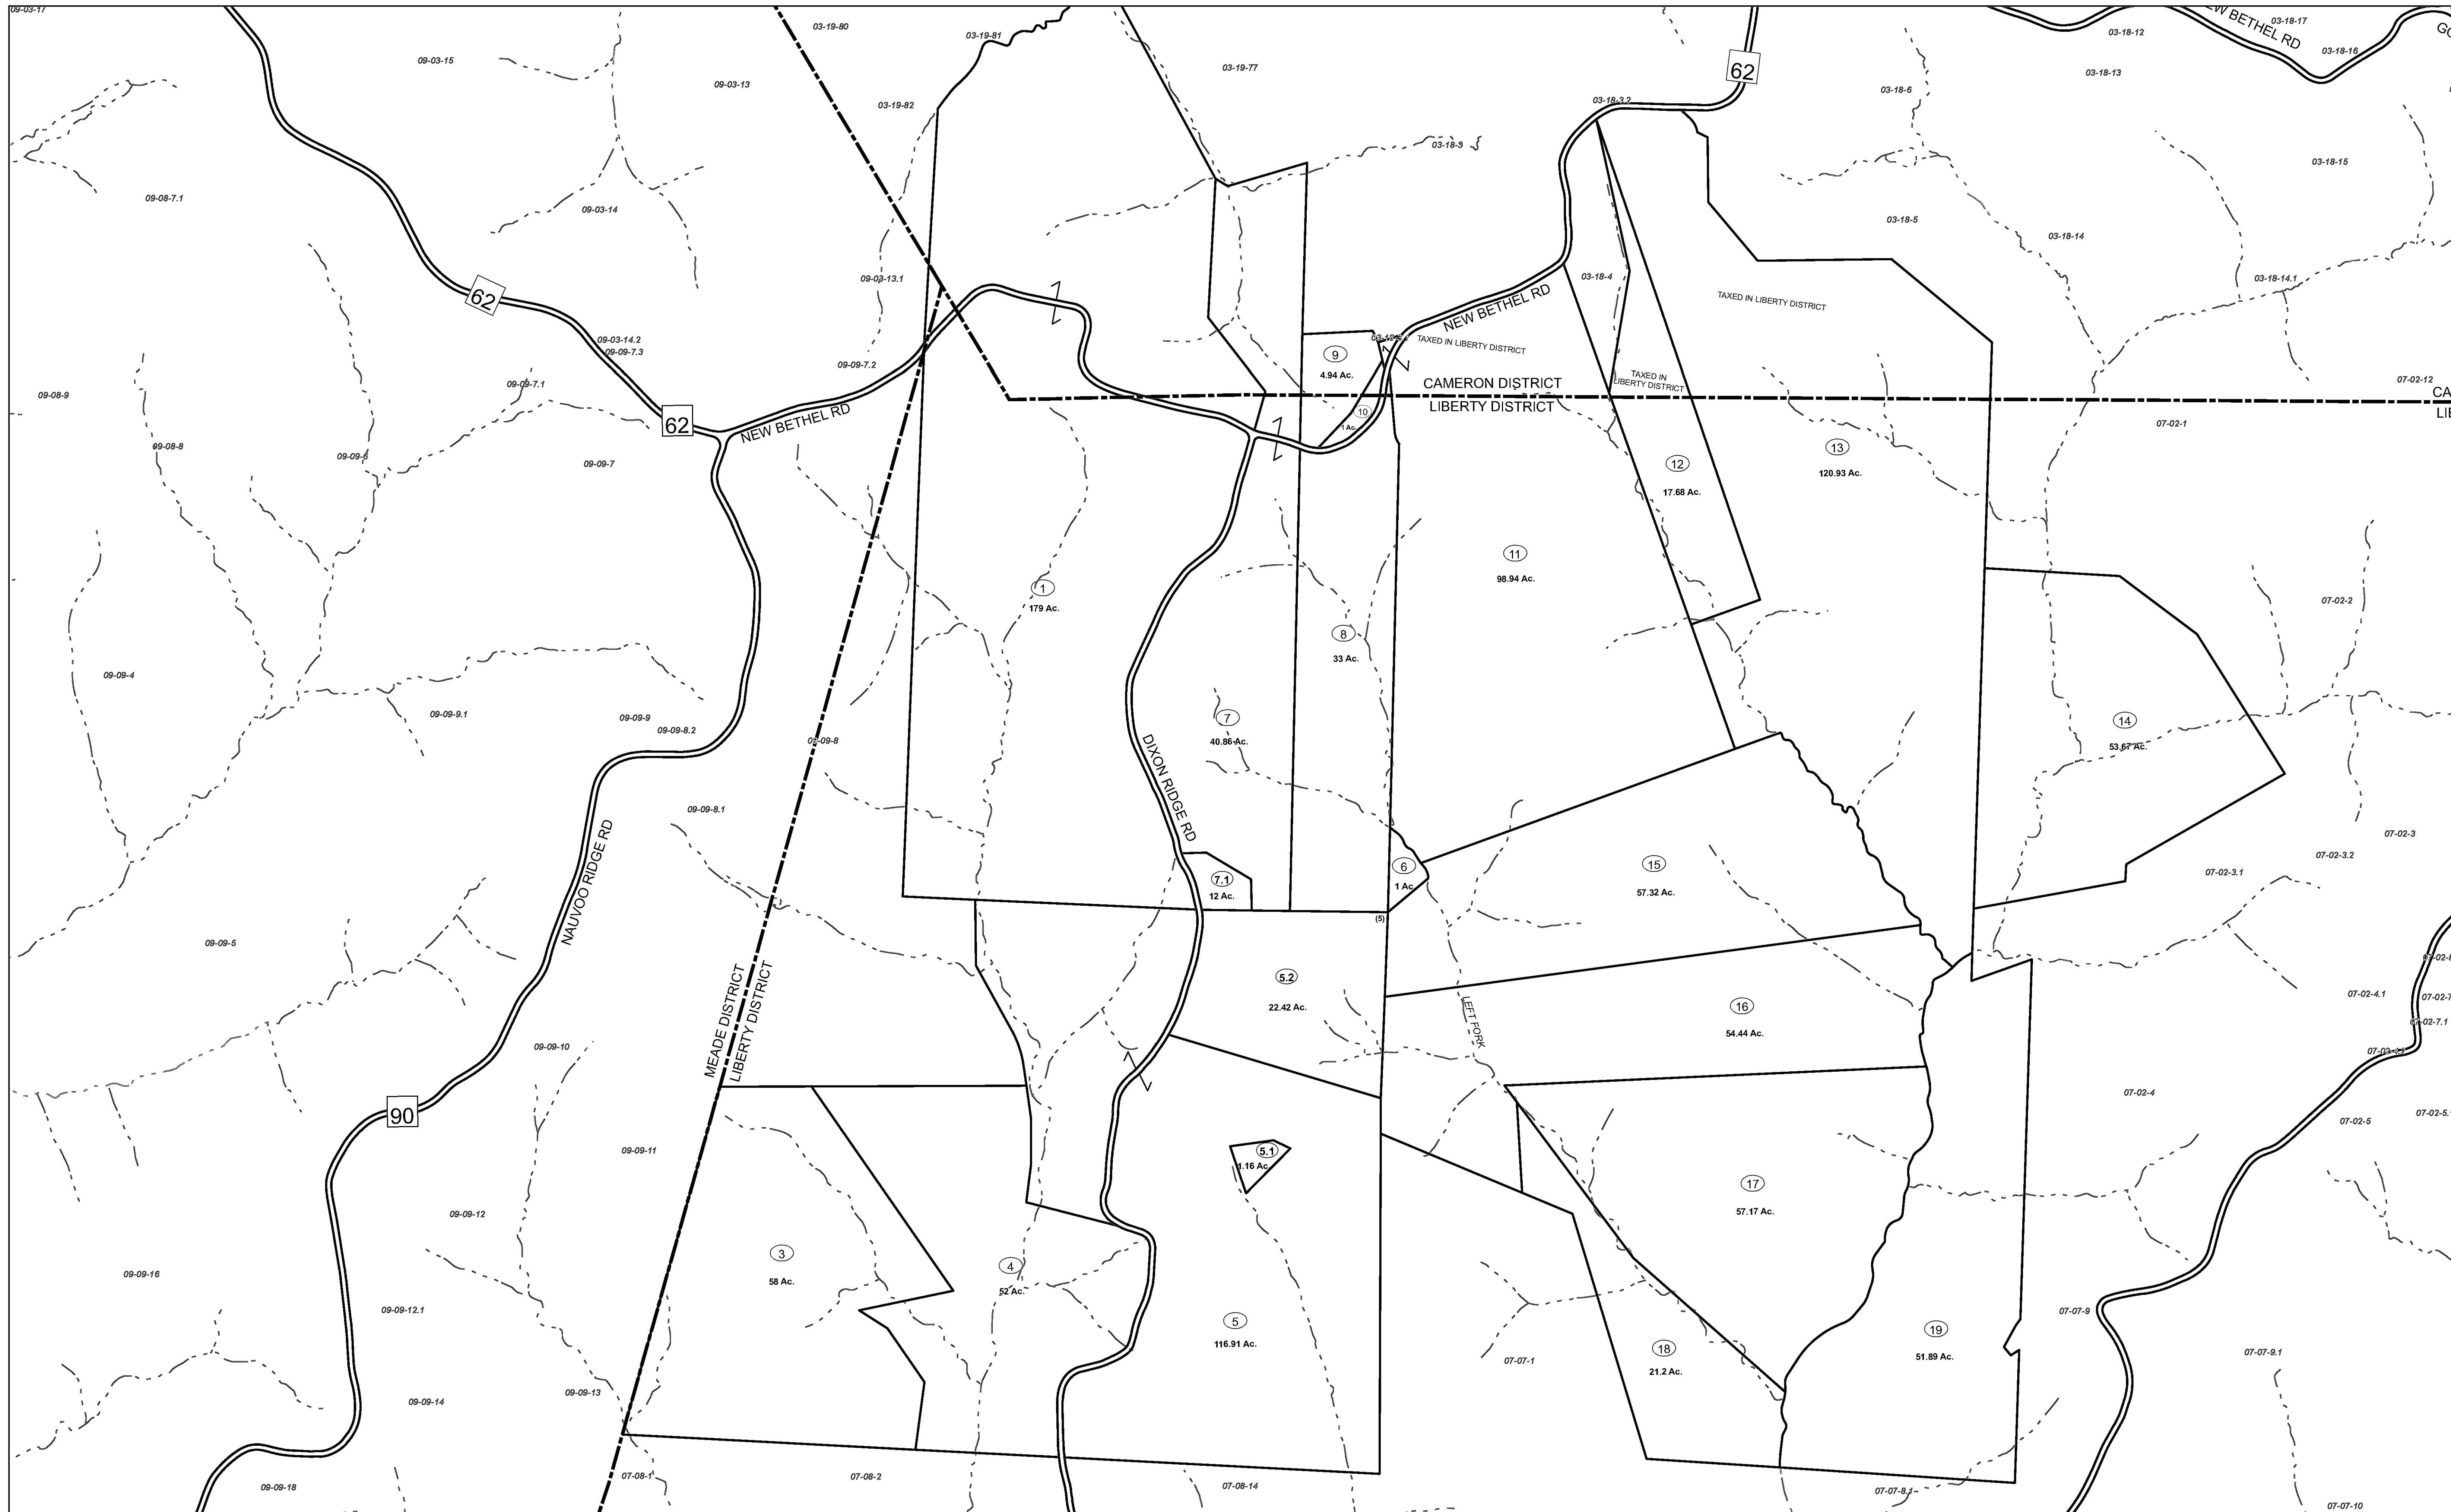 09-03-17
03-19-80
03-19-81
03-18-17
NEW BETHEL RD
03-18-12
03-18-16
09-03-15
03-19-77
62
03-18-13
09-03-13
03-18-6
03-19-82
03-18-3.2
03-18-3
03-18-15
09-08-7.1
09-03-14
03-18-5
03-18-14
09-03-13.1
03-18-4
03-18-14.1
62
TAXED IN LIBERTY DISTRICT
NEW BETHEL RD
09-03-14.2
09-09-7.3
TAXED IN LIBERTY DISTRICT
9
4.94 Ac.
09-09-7.2
TAXED IN
LIBERTY DISTRICT
07-02-12
09-09-7.1
CAMERON DISTRICT
LIBERTY DISTRICT
09-08-9
10
1 Ac.
62
NEW BETHEL RD
07-02-1
09-08-8
09-09-6
09-09-7
13
120.93 Ac.
12
17.68 Ac.
11
98.94 Ac.
1
179 Ac.
07-02-2
8
33 Ac.
09-09-4
09-09-9.1
09-09-9
09-09-8.2
7
40.86 Ac.
14
53.67 Ac.
09-09-8
DIXON RIDGE RD
09-09-8.1
07-02-3
07-02-3.2
NAUVOO RIDGE RD
6
1 Ac.
15
57.32 Ac.
07-02-3.1
7.1
12 Ac.
(5)
09-09-5
5.2
22.42 Ac.
MEADE DISTRICT
LIBERTY DISTRICT
07-02-4.1
LEFT FORK
16
54.44 Ac.
07-02-7.1
09-09-10
07-02-4
90
07-02-5
09-09-11
5.1
1.16 Ac.
17
57.17 Ac.
09-09-12
3
58 Ac.
4
52 Ac.
09-09-16
09-09-12.1
07-07-9
5
116.91 Ac.
19
51.89 Ac.
07-07-1
18
21.2 Ac.
07-07-9.1
09-09-13
09-09-14
07-08-1
07-08-2
07-08-14
09-09-18
07-07-8.1
07-07-10